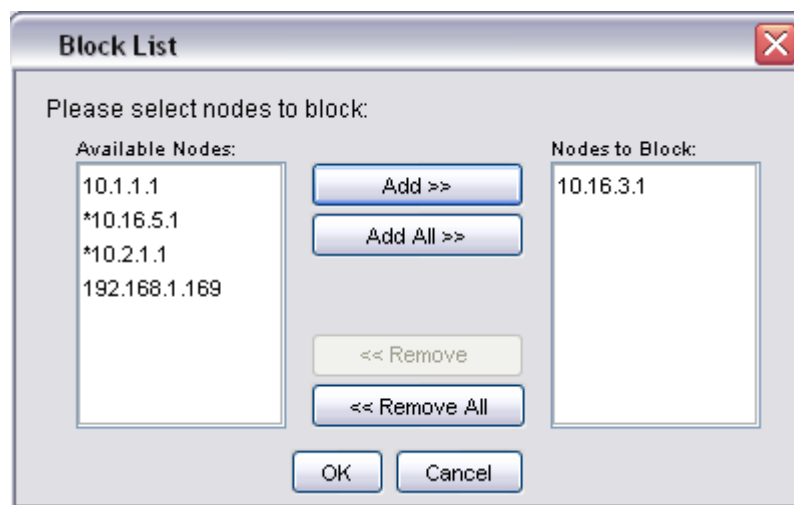 Block List
Please select nodes to block:
Available Nodes:
10.1.1.1
*10.16.5.1
*10.2.1.1
192.168.1.169
Add >>
Add All >>
<< Remove
<< Remove All
Nodes to Block:
10.16.3.1
OK
Cancel